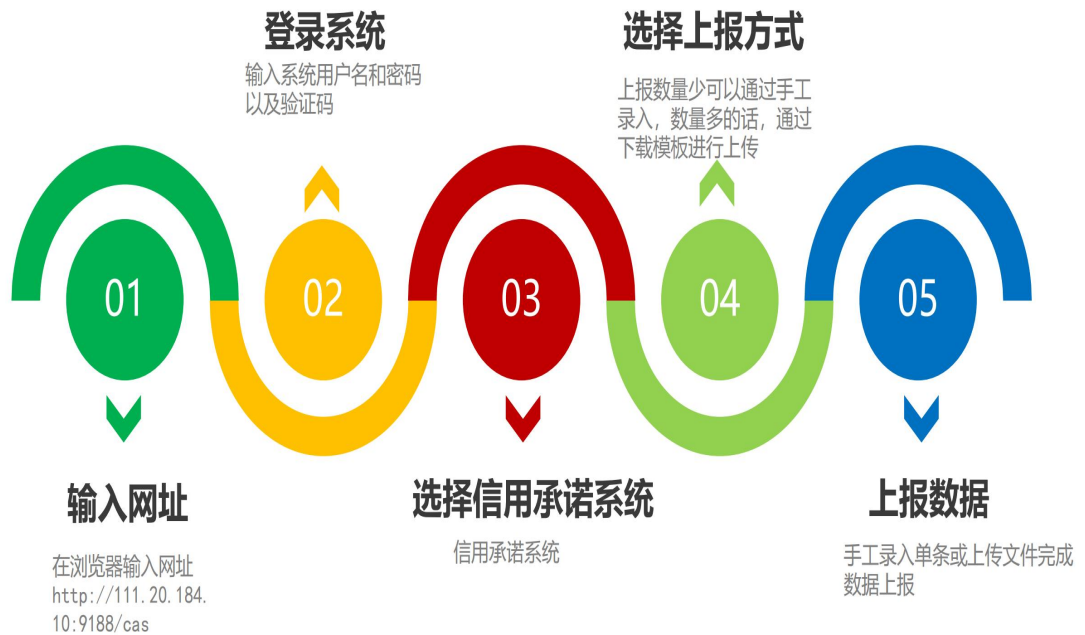 登录系统
输入系统用户名和密码
以及验证码
选择上报方式
上报数量少可以通过手工
录入，数量多的话，通过
下载模板进行上传
01
02
03
04
05
输入网址
在浏览器输入网址
http://111.20.184.
10:9188/cas
选择信用承诺系统
信用承诺系统
上报数据
手工录入单条或上传文件完成
数据上报